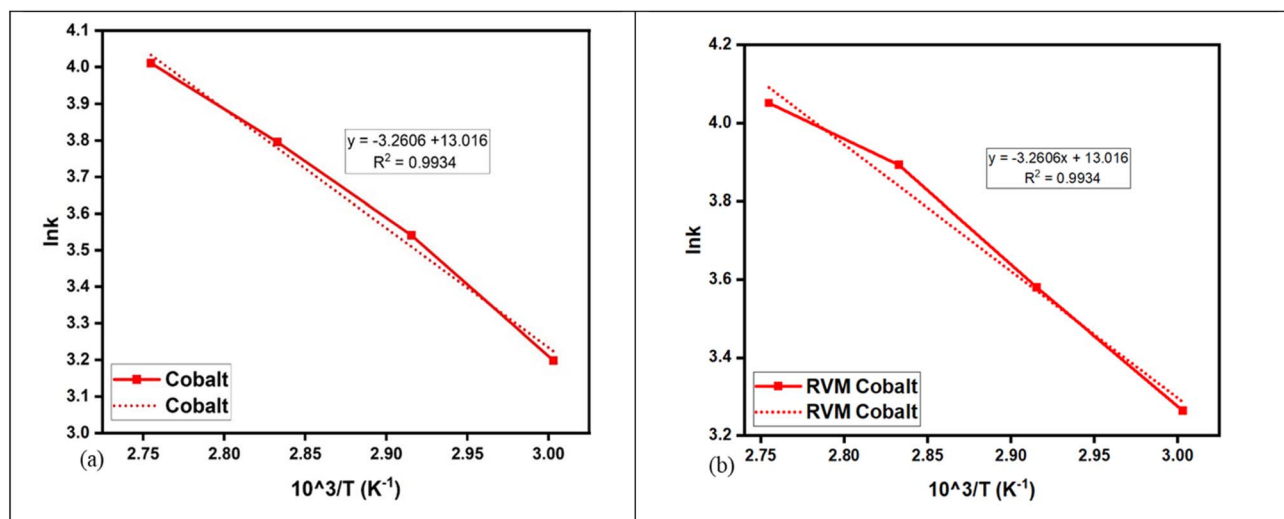 4.1
4.0
3.9
3.8
3.7
3.6
3.5
3.4
3.3
3.2
3.1
3.0
lnk
y = -3.2606 +13.016
R² = 0.9934
Cobalt
Cobalt
2.75 2.80 2.85 2.90 2.95 3.00
(a)
10^3/T (K⁻¹)
4.2
4.0
3.8
3.6
3.4
3.2
lnk
y = -3.2606x + 13.016
R² = 0.9934
RVM Cobalt
RVM Cobalt
2.75 2.80 2.85 2.90 2.95 3.00
(b)
10^3/T (K⁻¹)